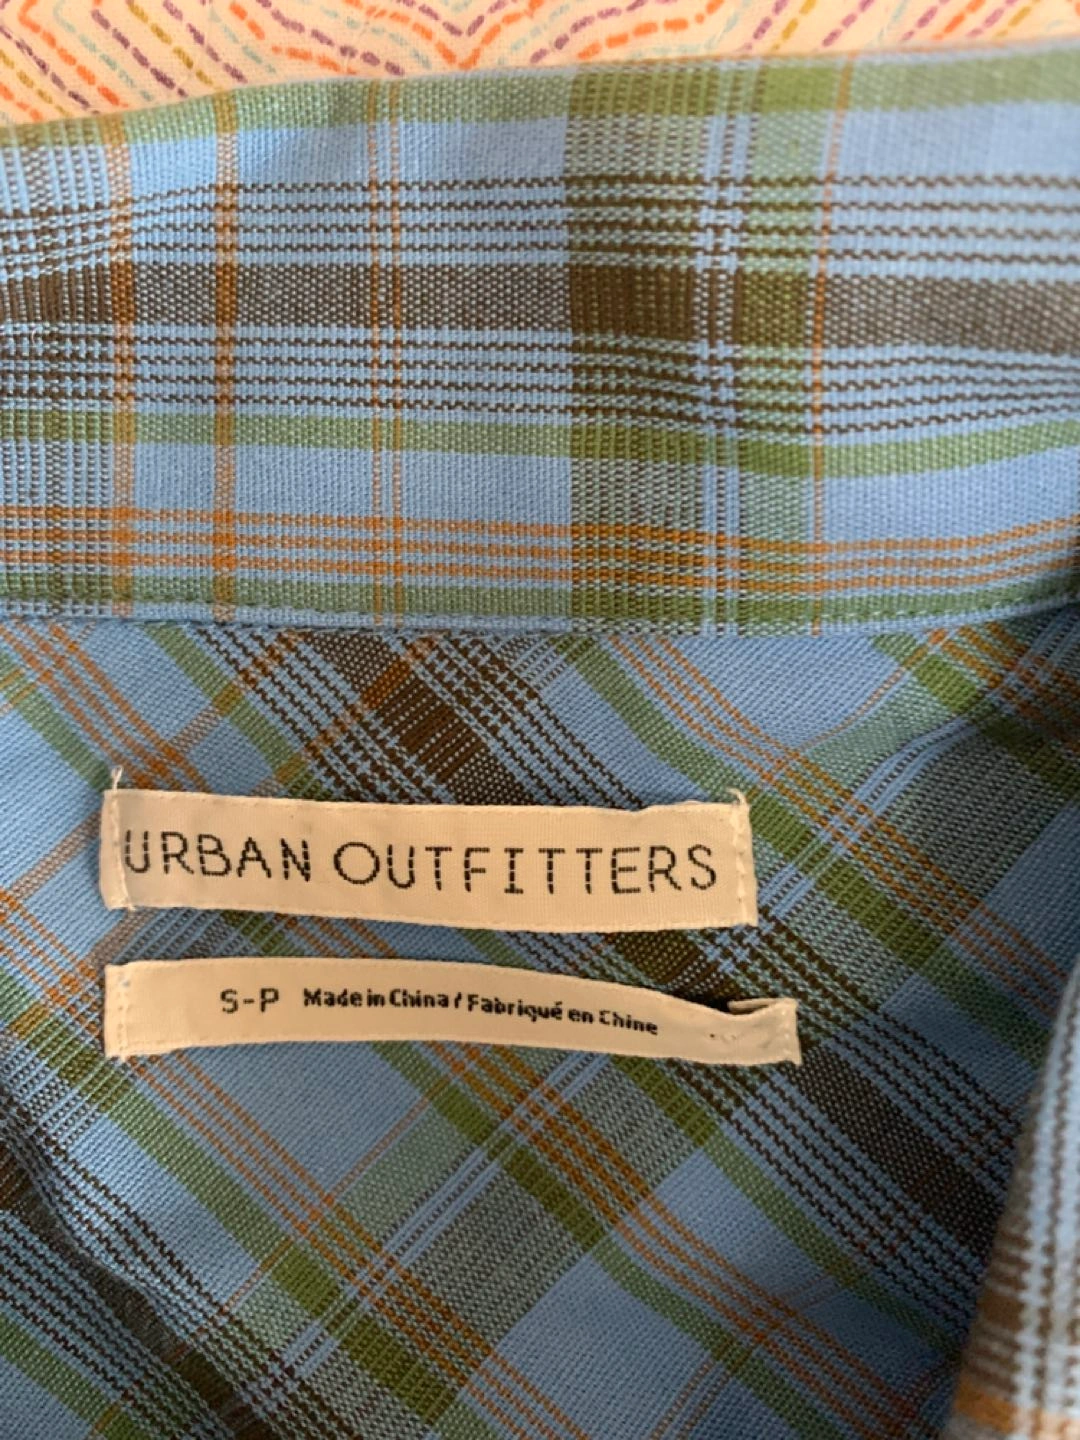 URBAN OUTFITTERS
S-P Made in China / Fabriqué en Chine